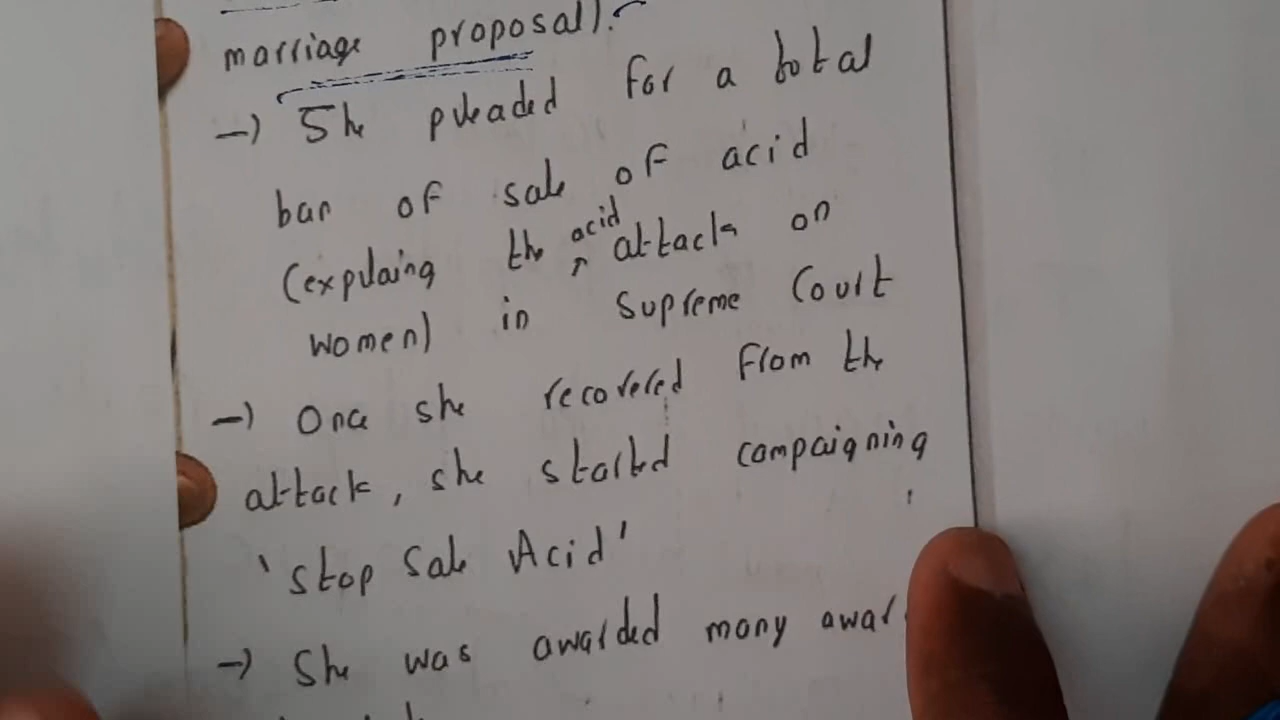 marriage proposal).
→ She pleaded for a total
ban of sale of acid
(explaing the acid attack on
women) in Supreme Court
→ Once she recovered from the
attack, she started campaigning
'Stop Sale Acid'
→ She was awarded many